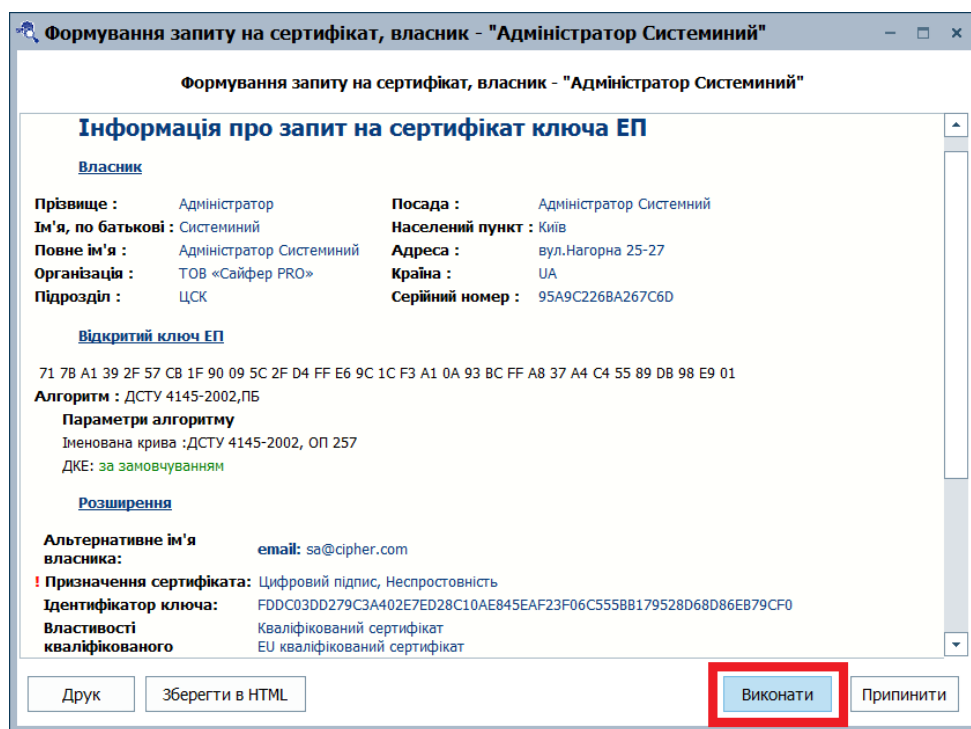 Формування запиту на сертифікат, власник - "Адміністратор Системиний"
Формування запиту на сертифікат, власник - "Адміністратор Системиний"
Інформація про запит на сертифікат ключа ЕП
Власник
Прізвище : Адміністратор Посада : Адміністратор Системний
Ім'я, по батькові : Системиний Населений пункт : Київ
Повне ім'я : Адміністратор Системиний Адреса : вул.Нагорна 25-27
Організація : ТОВ «Сайфер PRO» Країна : UA
Підрозділ : ЦСК Серійний номер : 95A9C226BA267C6D
Відкритий ключ ЕП
71 7B A1 39 2F 57 CB 1F 90 09 5C 2F D4 FF E6 9C 1C F3 A1 0A 93 BC FF A8 37 A4 C4 55 89 DB 98 E9 01
Алгоритм : ДСТУ 4145-2002,ПБ
Параметри алгоритму
Іменована крива :ДСТУ 4145-2002, ОП 257
ДКЕ: за замовчуванням
Розширення
Альтернативне ім'я
власника: email: sa@cipher.com
! Призначення сертифіката: Цифровий підпис, Неспростовність
Ідентифікатор ключа: FDDC03DD279C3A402E7ED28C10AE845EAF23F06C555BB179528D68D86EB79CF0
Властивості Кваліфікований сертифікат
кваліфікованого EU кваліфікований сертифікат
Друк Зберегти в HTML Виконати Припинити